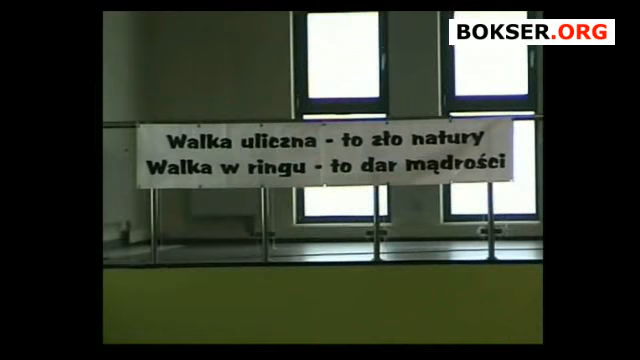 BOKSER.ORG
Walka uliczna - to zło natury
Walka w ringu - to dar mądrości